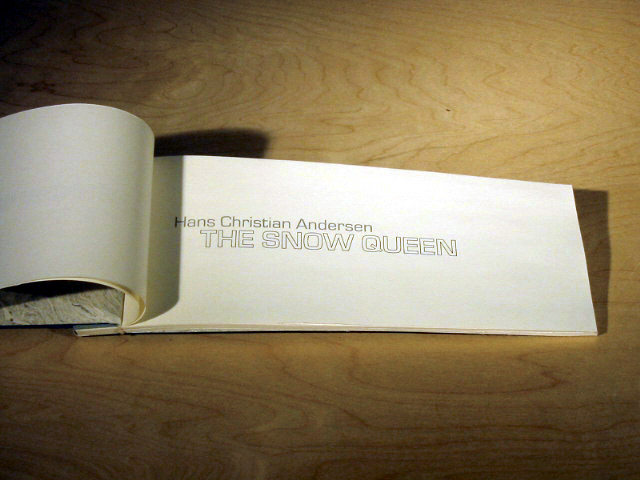 Hans Christian Andersen
THE SNOW QUEEN